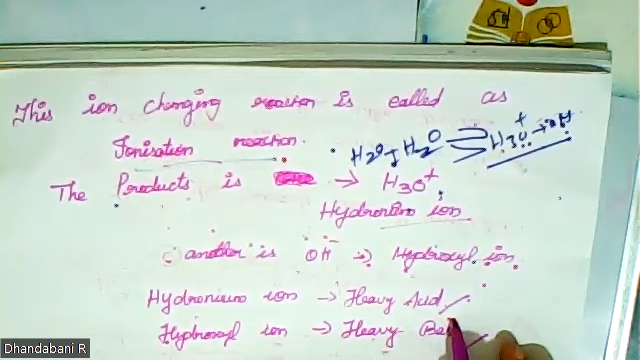 This ion changing reaction is called as
Ionisation reaction.
H2O + H2O ⇌ H3O+ + OH-
The Products is → H3O+
Hydronium ion
another is OH- → Hydroxyl ion.
Hydronium ion → Heavy Acid
Hydroxyl ion → Heavy Ba
Dhandabani R